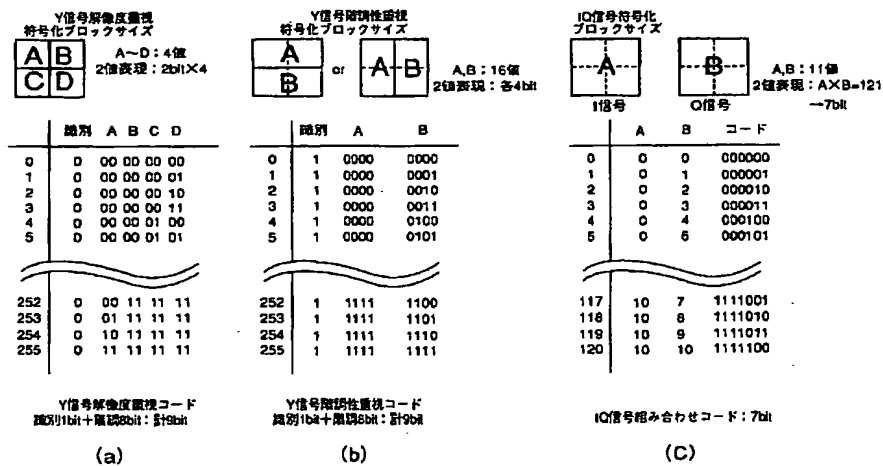 Y信号解像度重視
符号化ブロックサイズ
A B
C D
A～D：4値
2値表現：2bit×4
識別 A B C D
0 0 00 00 00 00
1 0 00 00 00 01
2 0 00 00 00 10
3 0 00 00 00 11
4 0 00 00 01 00
5 0 00 00 01 01
252 0 00 11 11 11
253 0 01 11 11 11
254 0 10 11 11 11
255 0 11 11 11 11
Y信号解像度重視コード
識別1bit＋階調8bit：計9bit
(a)
Y信号階調性重視
符号化ブロックサイズ
A
B
or
A B
A,B：16値
2値表現：各4bit
識別 A B
0 1 0000 0000
1 1 0000 0001
2 1 0000 0010
3 1 0000 0011
4 1 0000 0100
5 1 0000 0101
252 1 1111 1100
253 1 1111 1101
254 1 1111 1110
255 1 1111 1111
Y信号階調性重視コード
識別1bit＋階調8bit：計9bit
(b)
IQ信号符号化
ブロックサイズ
A
I信号
B
Q信号
A,B：11値
2値表現：A×B=121
→7bit
A B コード
0 0 0 000000
1 0 1 000001
2 0 2 000010
3 0 3 000011
4 0 4 000100
5 0 6 000101
117 10 7 1111001
118 10 8 1111010
119 10 9 1111011
120 10 10 1111100
IQ信号組み合わせコード：7bit
(C)